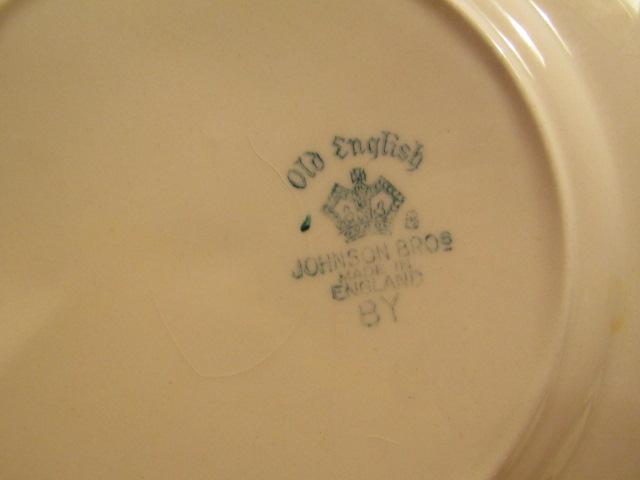 Old English
JOHNSON BROS
MADE IN
ENGLAND
BY